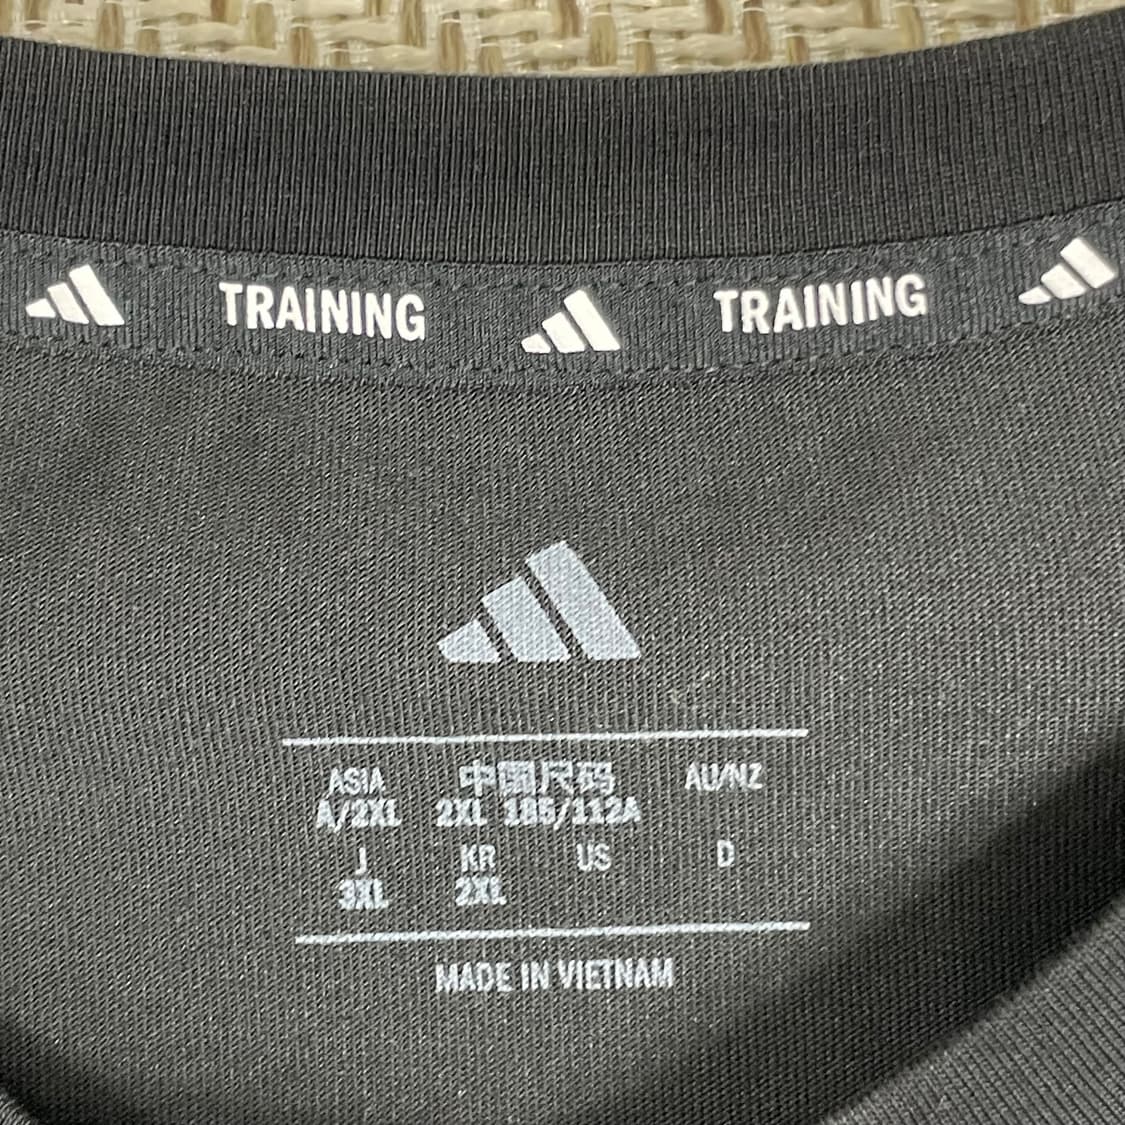 TRAINING TRAINING
ASIA 中国尺码 AU/NZ
A/2XL 2XL 185/112A
J KR US D
3XL 2XL
MADE IN VIETNAM